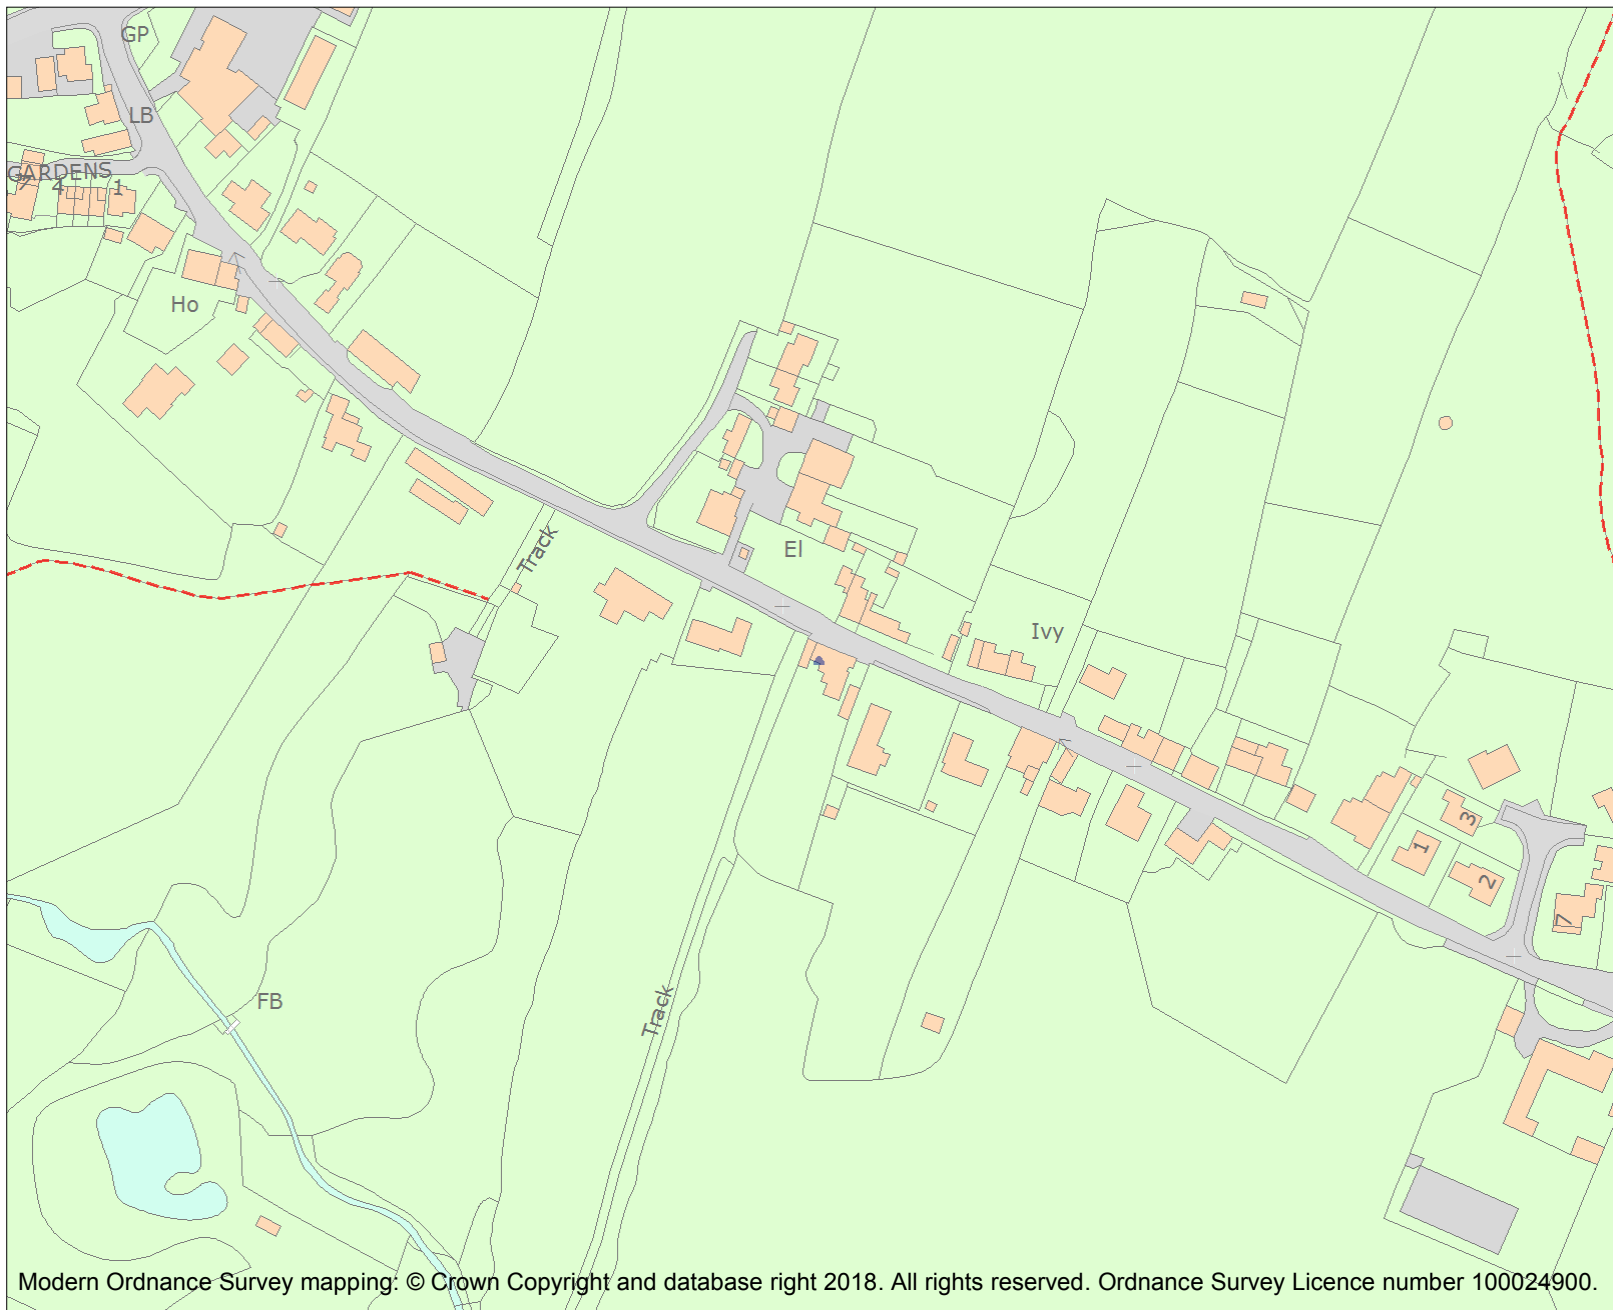 GP
LB
GARDENS
7 4 1
Ho
Track
El
Ivy
3
1
2
7
Track
FB
Modern Ordnance Survey mapping: © Crown Copyright and database right 2018. All rights reserved. Ordnance Survey Licence number 100024900.